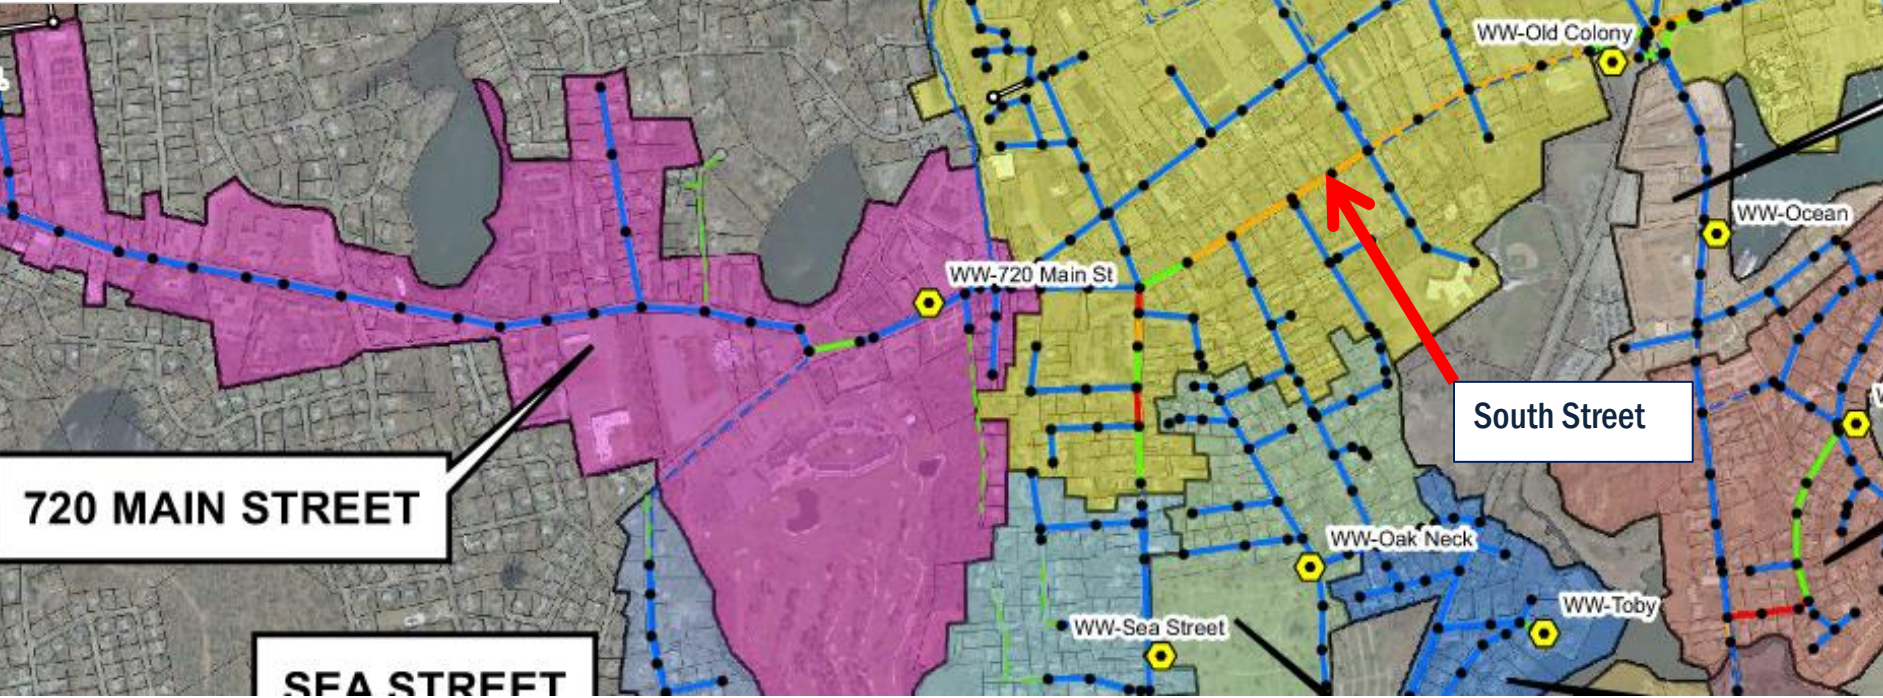 WW-Old Colony
WW-Ocean
WW-720 Main St
South Street
720 MAIN STREET
WW-Oak Neck
WW-Toby
WW-Sea Street
SEA STREET